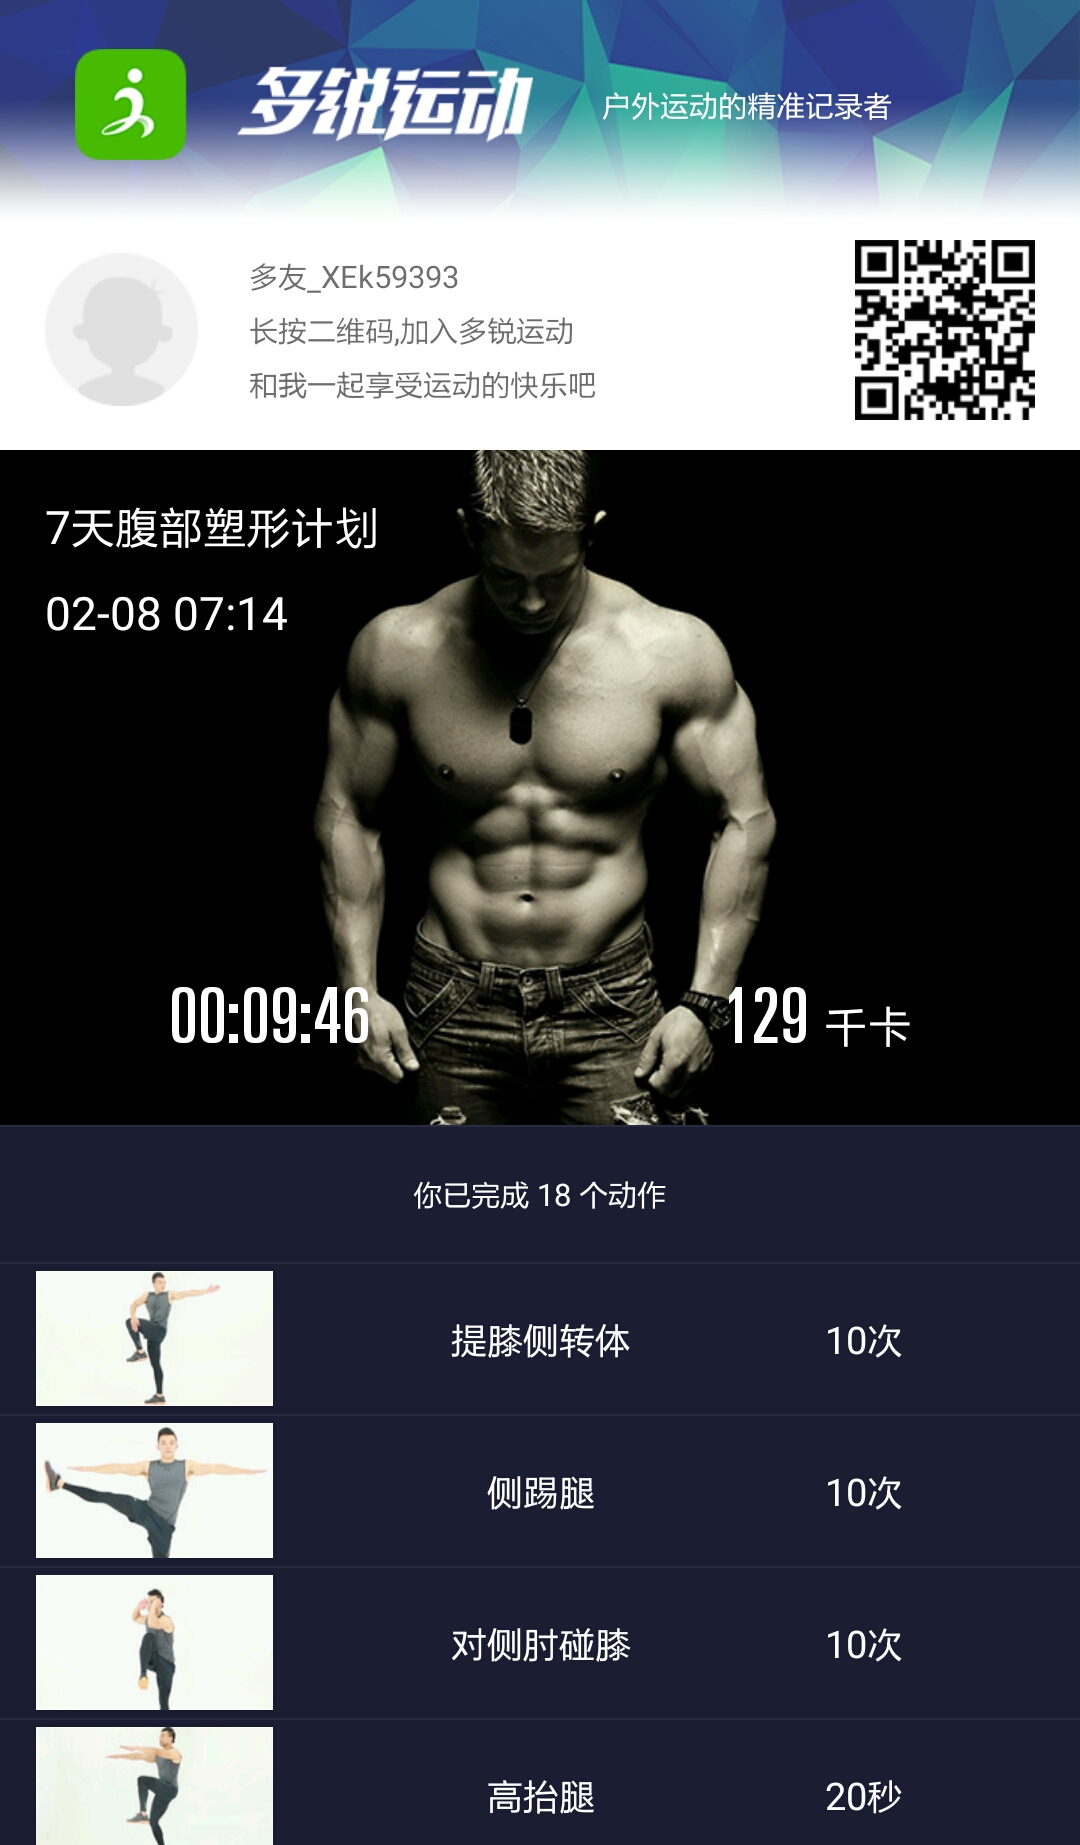 多锐运动
户外运动的精准记录者
多友_XEk59393
长按二维码,加入多锐运动
和我一起享受运动的快乐吧
7天腹部塑形计划
02-08 07:14
00:09:46
129 千卡
你已完成 18 个动作
提膝侧转体 10次
侧踢腿 10次
对侧肘碰膝 10次
高抬腿 20秒